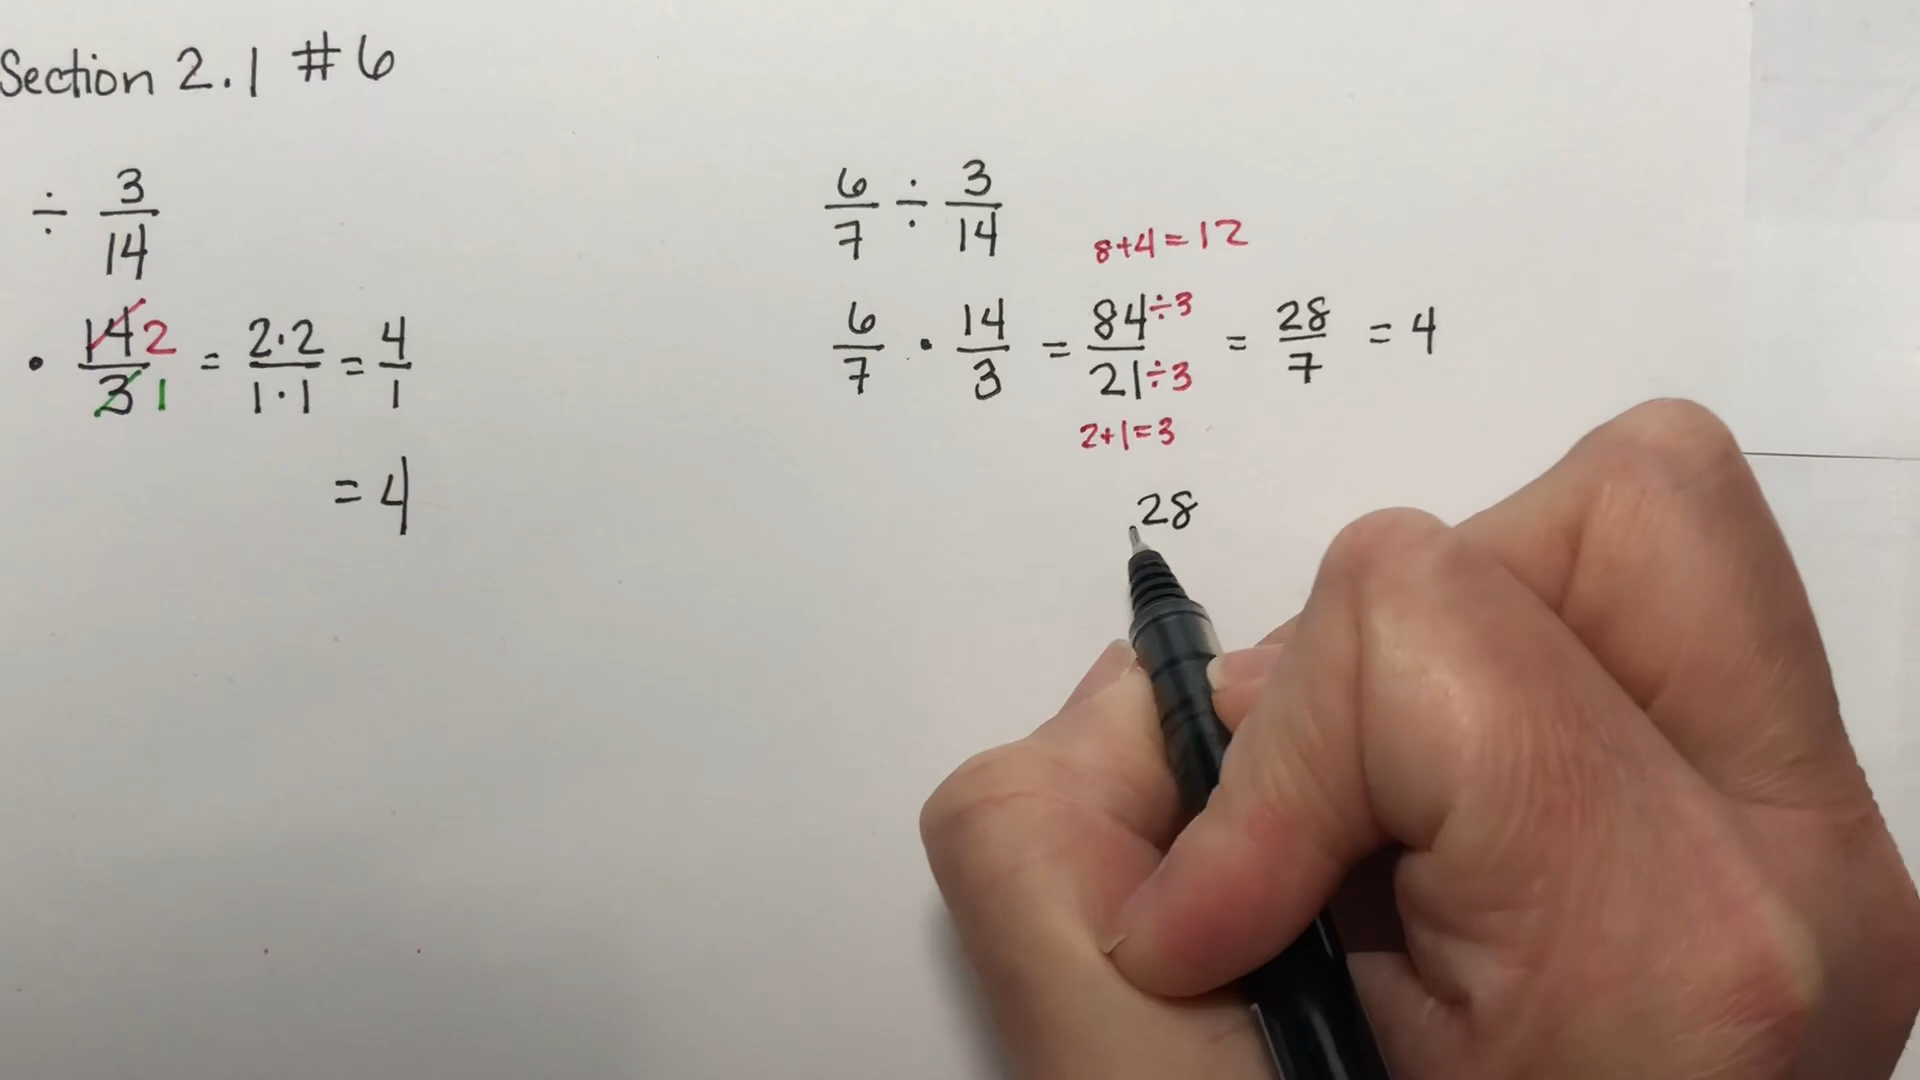 Section 2.1 #6
÷ 3/14
• 14 2 / 3 1 = 2·2 / 1·1 = 4/1
= 4
6/7 ÷ 3/14
8+4=12
6/7 • 14/3 = 84÷3 / 21÷3 = 28/7 = 4
2+1=3
28